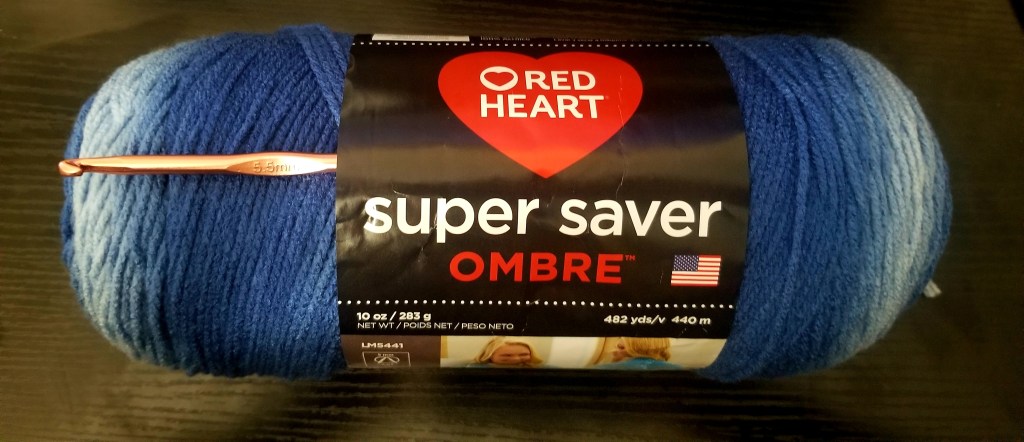 RED
HEART
5.5mm
super saver
OMBRE™
10 oz / 283 g
NET WT / POIDS NET / PESO NETO
482 yds/v 440 m
LM5441